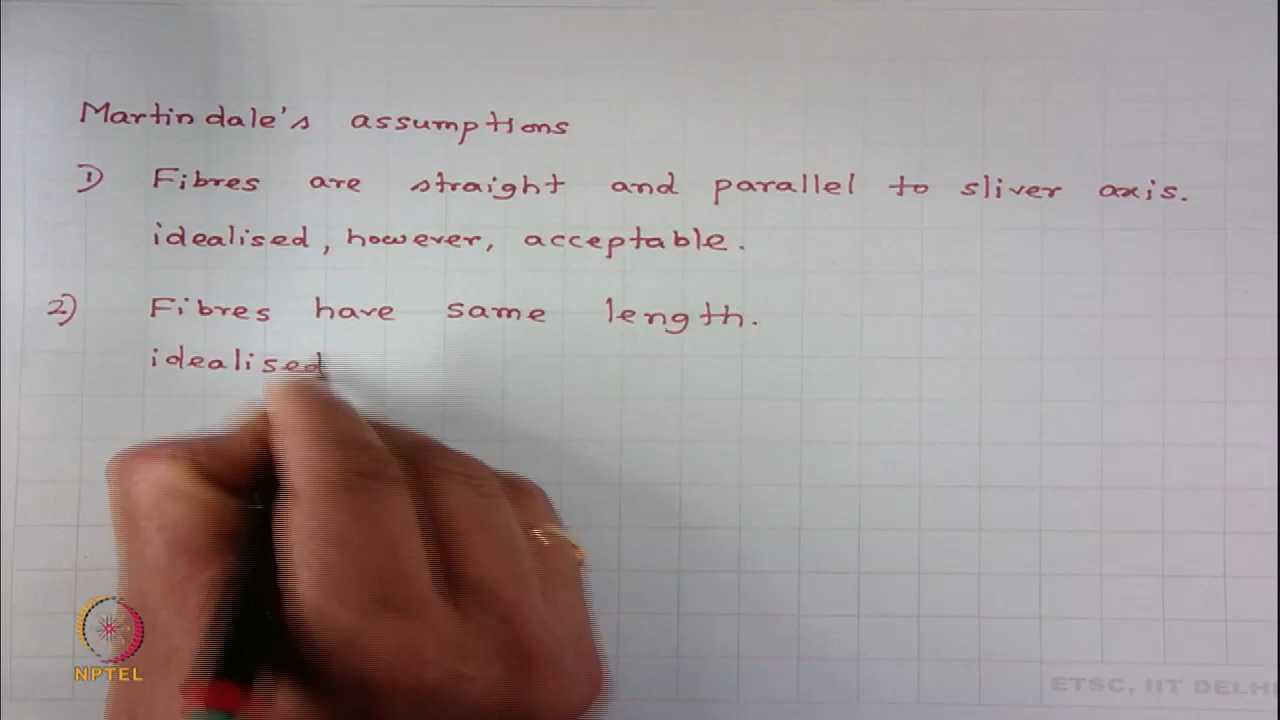 Martindale's assumptions
1) Fibres are straight and parallel to sliver axis.
idealised, however, acceptable.
2) Fibres have same length.
idealised
NPTEL
ETSC, IIT DELHI